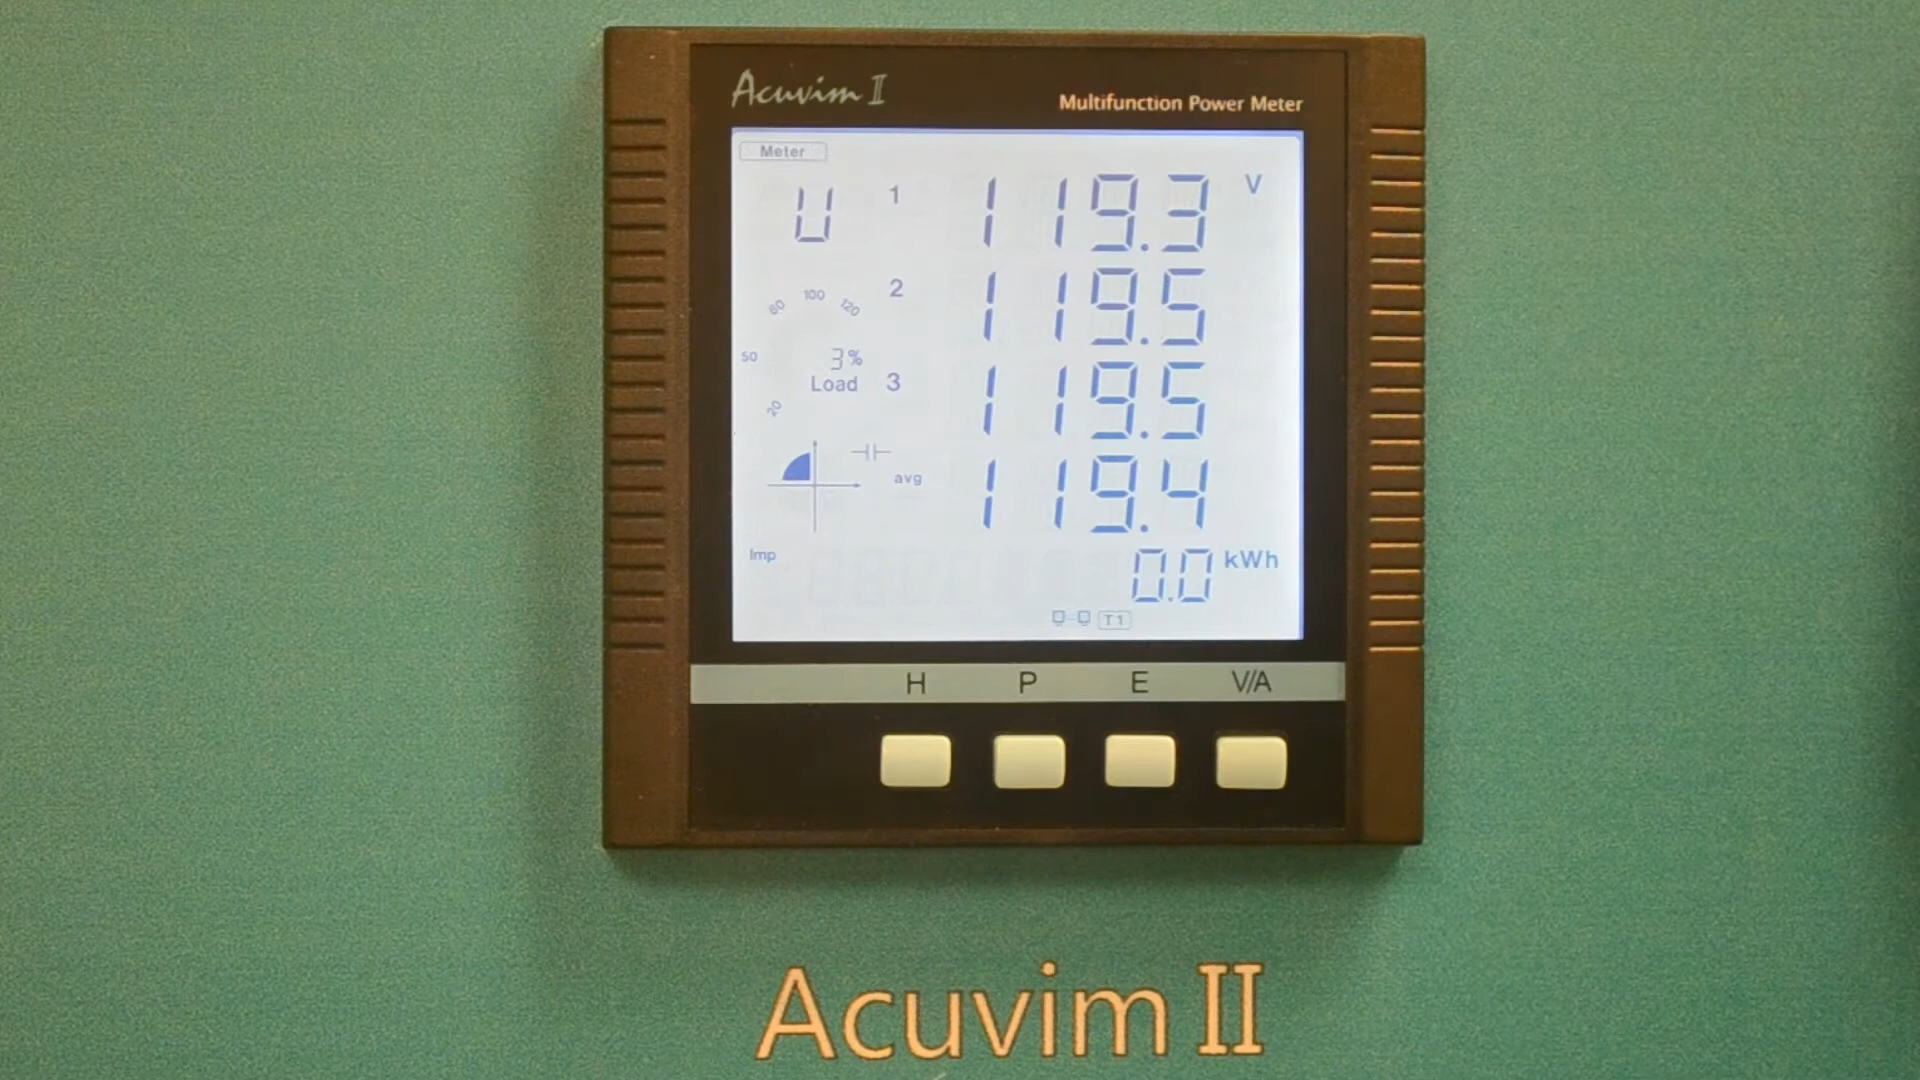 Acuvim II
Multifunction Power Meter
Meter
U 1 119.3 V
2 119.5
80 100 120
50
3%
Load 3 119.5
20
avg 119.4
Imp 0.0 kWh
T1
H P E V/A
Acuvim II